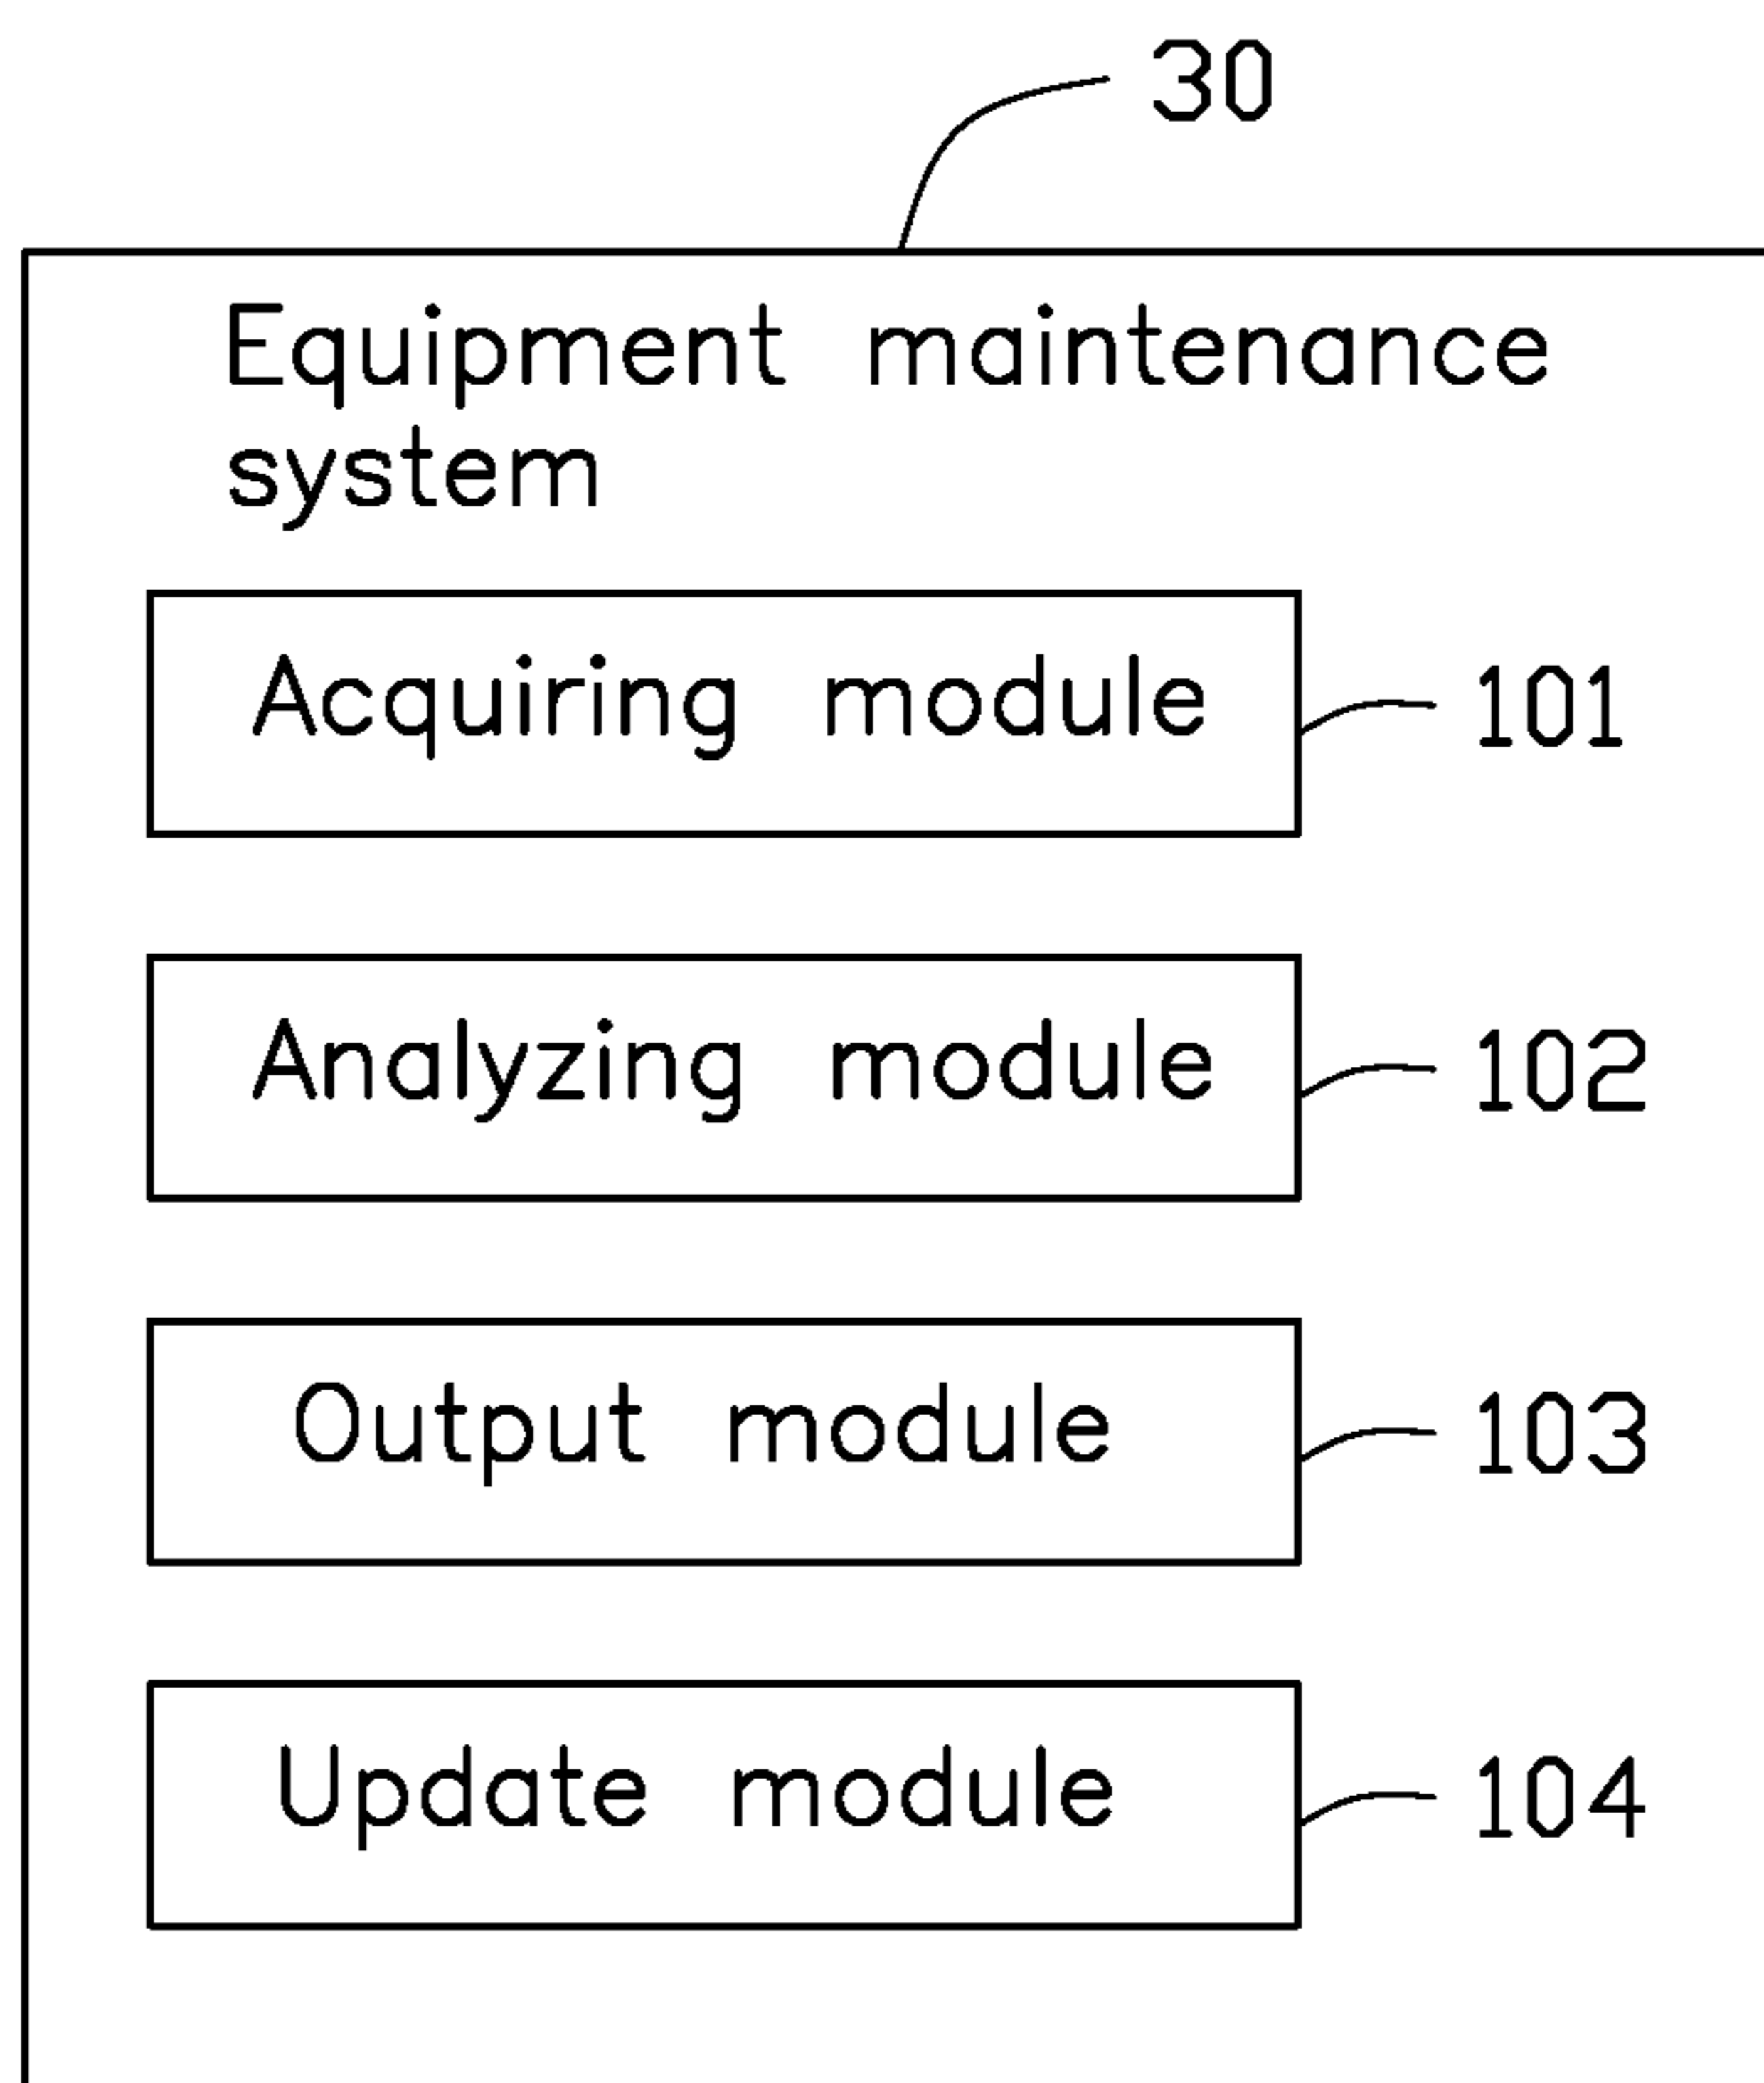 30
Equipment maintenance
system
Acquiring module
101
Analyzing module
102
Output module
103
Update module
104